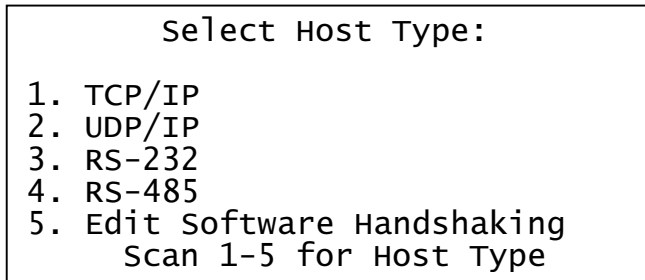 Select Host Type:
1. TCP/IP
2. UDP/IP
3. RS-232
4. RS-485
5. Edit Software Handshaking
Scan 1-5 for Host Type